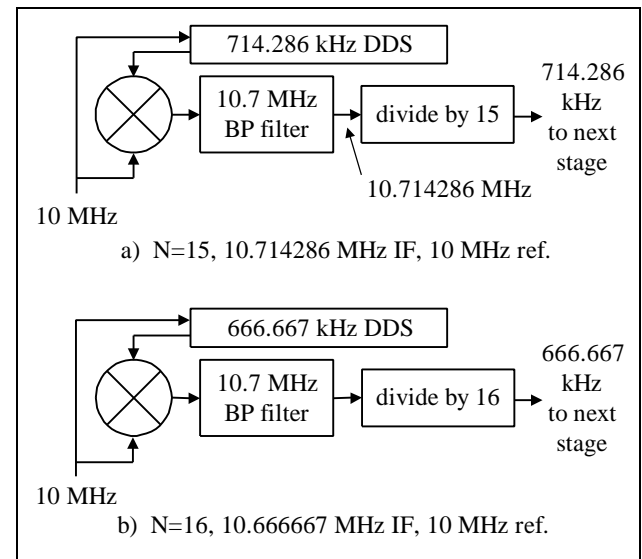 714.286 kHz DDS
10.7 MHz
BP filter
divide by 15
714.286
kHz
to next
stage
10.714286 MHz
10 MHz
a) N=15, 10.714286 MHz IF, 10 MHz ref.
666.667 kHz DDS
10.7 MHz
BP filter
divide by 16
666.667
kHz
to next
stage
10 MHz
b) N=16, 10.666667 MHz IF, 10 MHz ref.